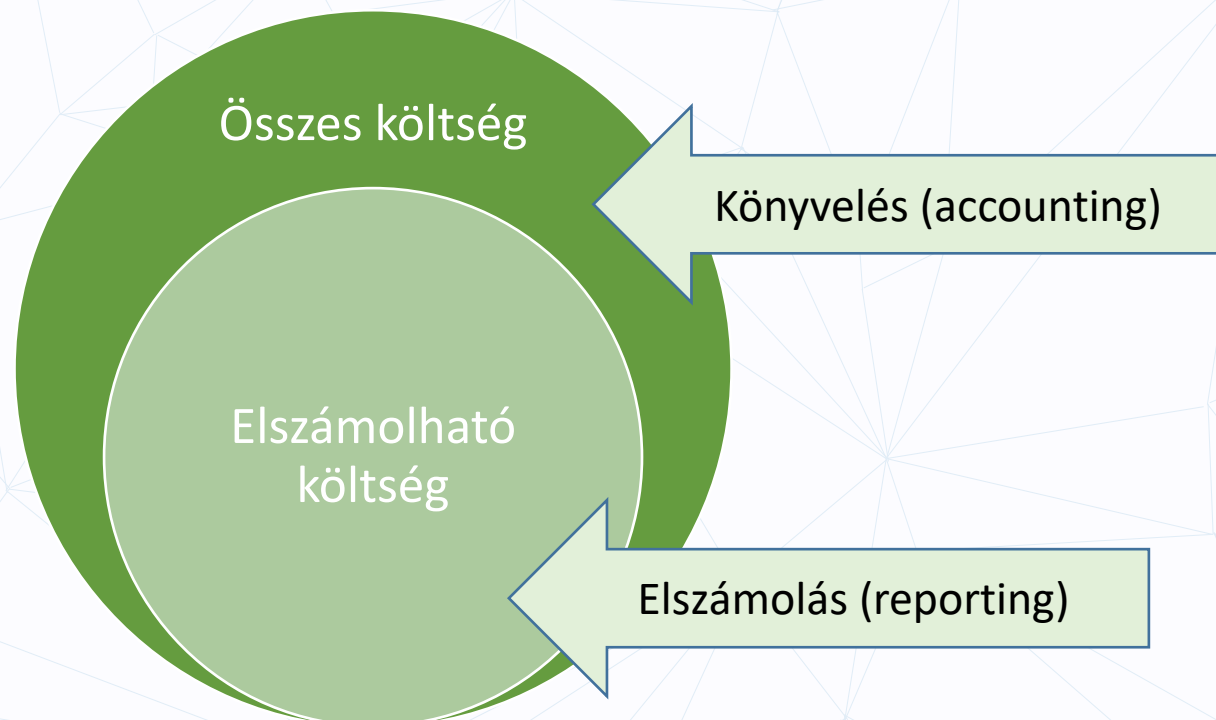 Összes költség
Könyvelés (accounting)
Elszámolható
költség
Elszámolás (reporting)